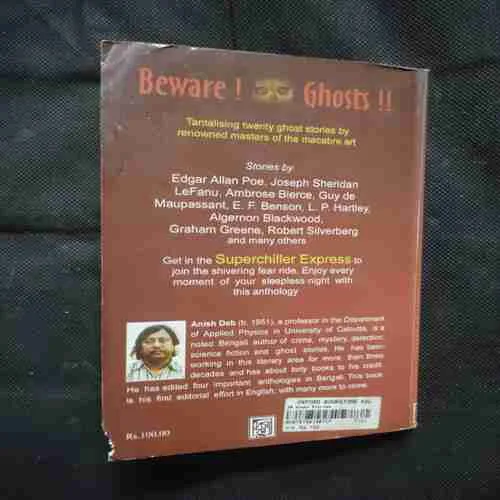 Beware ! Ghosts !!
Tantalising twenty ghost stories by
renowned masters of the macabre art
Stories by
Edgar Allan Poe, Joseph Sheridan
LeFanu, Ambrose Bierce, Guy de
Maupassant, E. F. Benson, L. P. Hartley,
Algernon Blackwood,
Graham Greene, Robert Silverberg
and many others
Get in the Superchiller Express to
join the shivering fear ride. Enjoy every
moment of your sleepless night with
this anthology
Anish Deb (b. 1951), a professor in the Department
of Applied Physics in University of Calcutta, is a
noted Bengali author of crime, mystery, detection,
science fiction and ghost stories. He has been
working in this literary area for more than three
decades and has about forty books to his credit.
He has edited four important anthologies in Bengali. This book
is his first editorial effort in English, with many more to come.
Rs.100.00
OXFORD BOOKSTORE